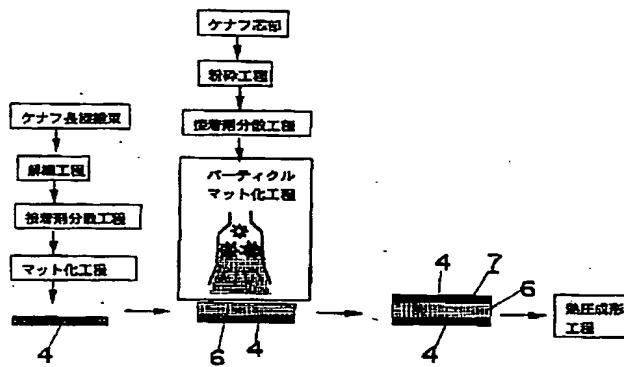 ケナフ芯部
粉砕工程
接着剤分散工程
パーティクル
マット化工程
ケナフ長繊維束
解繊工程
接着剤分散工程
マット化工程
4
6
4
4
7
6
4
熱圧成形
工程